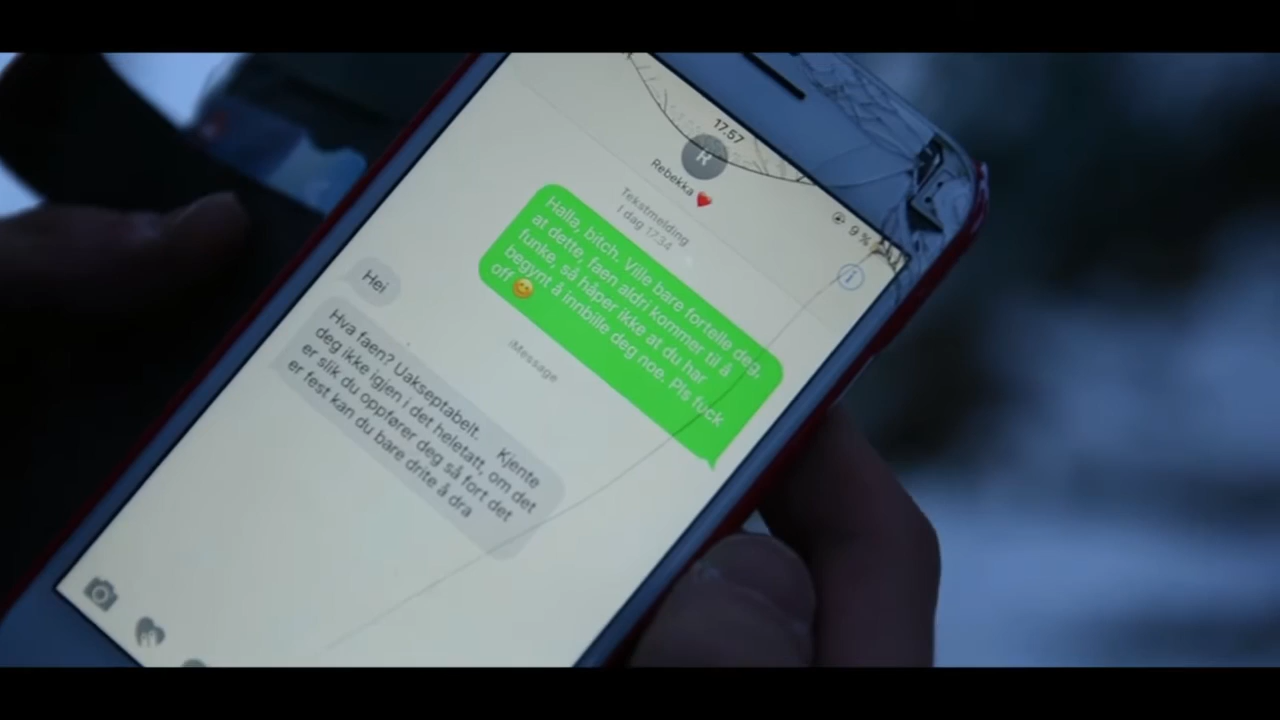 17.57
R
Rebekka ❤️
9 %
Tekstmelding
I dag 17.34
i
Halla, bitch. Ville bare fortelle deg,
at dette, faen aldri kommer til å
funke, så håper ikke at du har
begynt å innbille deg noe. Pls fuck
off 😊
iMessage
Hei
Hva faen? Uakseptabelt. Kjente
deg ikke igjen i det heletatt, om det
er slik du oppfører deg så fort det
er fest kan du bare drite å dra